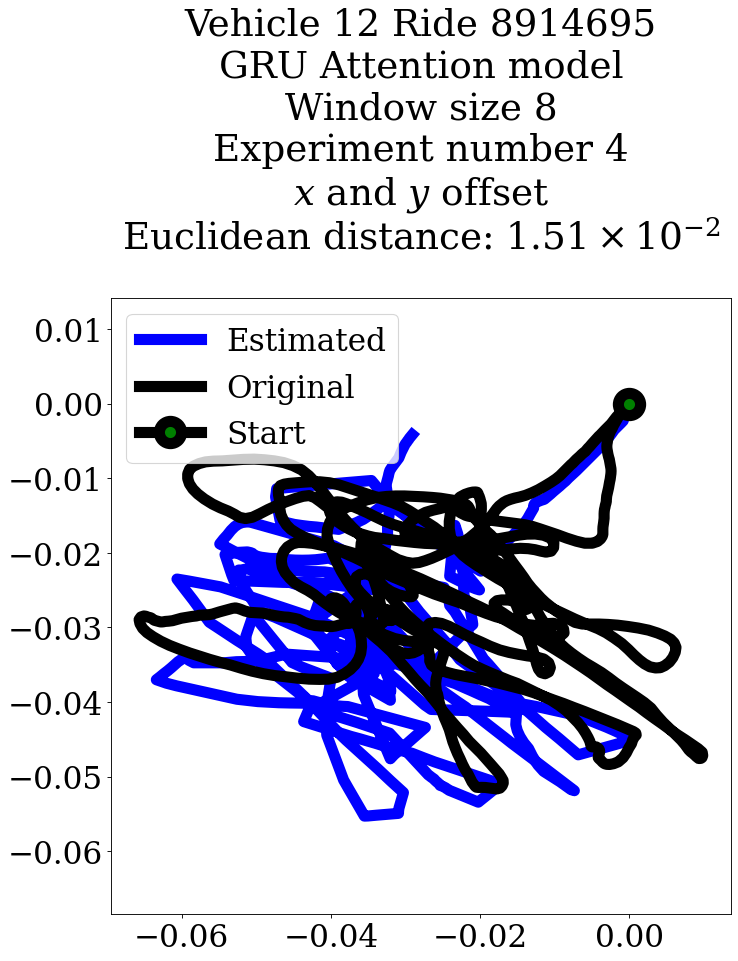 Vehicle 12 Ride 8914695
GRU Attention model
Window size 8
Experiment number 4
x and y offset
Euclidean distance: 1.51 × 10⁻²
Estimated
Original
Start
0.01
0.00
−0.01
−0.02
−0.03
−0.04
−0.05
−0.06
−0.06 −0.04 −0.02 0.00